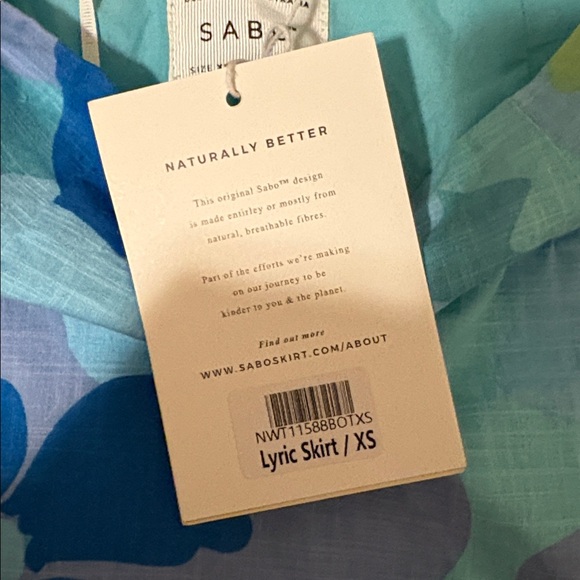 SAB
SIZE X
NATURALLY BETTER
This original Sabo™ design
is made entirley or mostly from
natural, breathable fibres.
Part of the efforts we're making
on our journey to be
kinder to you & the planet.
Find out more
WWW.SABOSKIRT.COM/ABOUT
NWT11588BOTXS
Lyric Skirt / XS